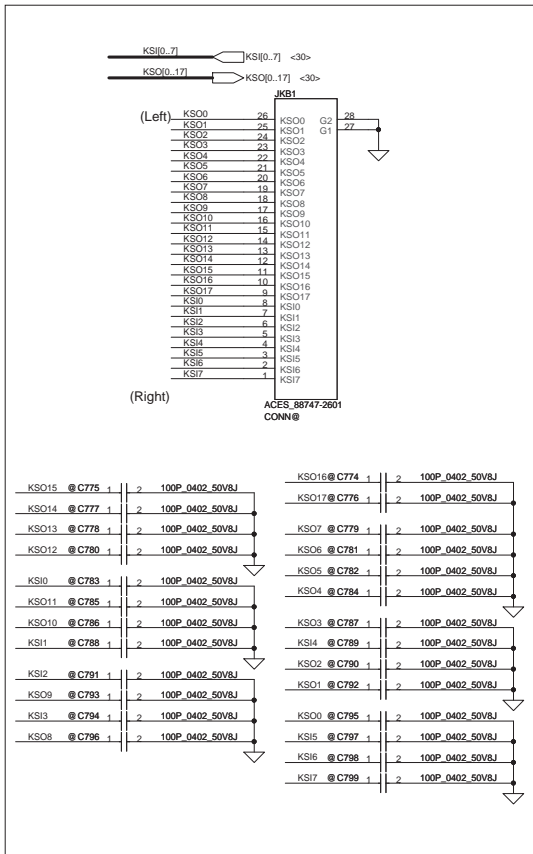 KSI[0..7] KSI[0..7] <30>
KSO[0..17] KSO[0..17] <30>
JKB1
(Left) KSO0 26 KSO0 G2 28
KSO1 25 KSO1 G1 27
KSO2 24 KSO2
KSO3 23 KSO3
KSO4 22 KSO4
KSO5 21 KSO5
KSO6 20 KSO6
KSO7 19 KSO7
KSO8 18 KSO8
KSO9 17 KSO9
KSO10 16 KSO10
KSO11 15 KSO11
KSO12 14 KSO12
KSO13 13 KSO13
KSO14 12 KSO14
KSO15 11 KSO15
KSO16 10 KSO16
KSO17 9 KSO17
KSI0 8 KSI0
KSI1 7 KSI1
KSI2 6 KSI2
KSI3 5 KSI3
KSI4 4 KSI4
KSI5 3 KSI5
KSI6 2 KSI6
KSI7 1 KSI7
(Right)
ACES_88747-2601
CONN@
KSO15 @ C775 1 2 100P_0402_50V8J
KSO14 @ C777 1 2 100P_0402_50V8J
KSO13 @ C778 1 2 100P_0402_50V8J
KSO12 @ C780 1 2 100P_0402_50V8J
KSI0 @ C783 1 2 100P_0402_50V8J
KSO11 @ C785 1 2 100P_0402_50V8J
KSO10 @ C786 1 2 100P_0402_50V8J
KSI1 @ C788 1 2 100P_0402_50V8J
KSI2 @ C791 1 2 100P_0402_50V8J
KSO9 @ C793 1 2 100P_0402_50V8J
KSI3 @ C794 1 2 100P_0402_50V8J
KSO8 @ C796 1 2 100P_0402_50V8J
KSO16 @ C774 1 2 100P_0402_50V8J
KSO17 @ C776 1 2 100P_0402_50V8J
KSO7 @ C779 1 2 100P_0402_50V8J
KSO6 @ C781 1 2 100P_0402_50V8J
KSO5 @ C782 1 2 100P_0402_50V8J
KSO4 @ C784 1 2 100P_0402_50V8J
KSO3 @ C787 1 2 100P_0402_50V8J
KSI4 @ C789 1 2 100P_0402_50V8J
KSO2 @ C790 1 2 100P_0402_50V8J
KSO1 @ C792 1 2 100P_0402_50V8J
KSO0 @ C795 1 2 100P_0402_50V8J
KSI5 @ C797 1 2 100P_0402_50V8J
KSI6 @ C798 1 2 100P_0402_50V8J
KSI7 @ C799 1 2 100P_0402_50V8J